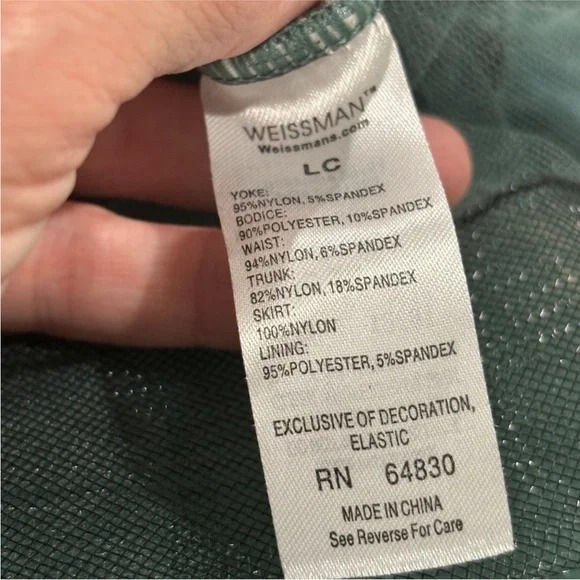 WEISSMAN™
Weissmans.com
LC
YOKE:
95%NYLON, 5%SPANDEX
BODICE:
90%POLYESTER, 10%SPANDEX
WAIST:
94%NYLON, 6%SPANDEX
TRUNK:
82%NYLON, 18%SPANDEX
SKIRT:
100%NYLON
LINING:
95%POLYESTER, 5%SPANDEX
EXCLUSIVE OF DECORATION,
ELASTIC
RN 64830
MADE IN CHINA
See Reverse For Care